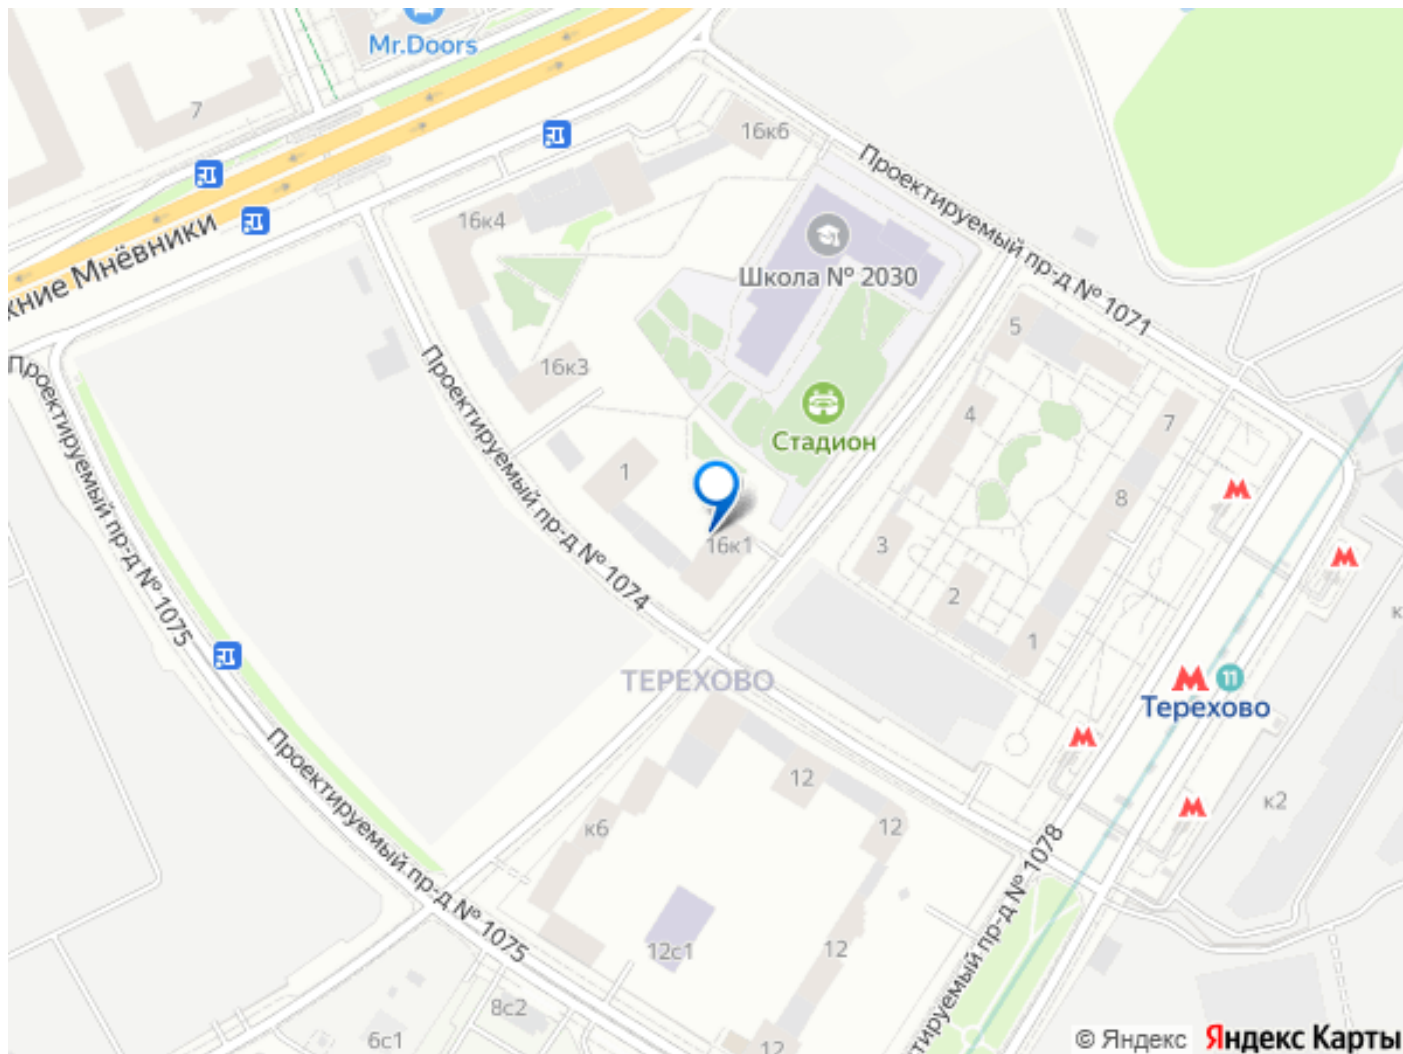 Mr.Doors
7
16к6
Проектируемый пр-д № 1071
16к4
Школа № 2030
хние Мнёвники
5
16к3
Проектируемый пр-д № 1074
Проектируемый пр-д № 1075
4
7
Стадион
1
8
16к1
3
2
1
ТЕРЕХОВО
М
11
Терехово
М
М
М
М
12
к2
к6
12
Проектируемый пр-д № 1075
12с1
12
тируемый пр-д № 1078
8с2
6с1
12
к
© Яндекс
Яндекс Карты